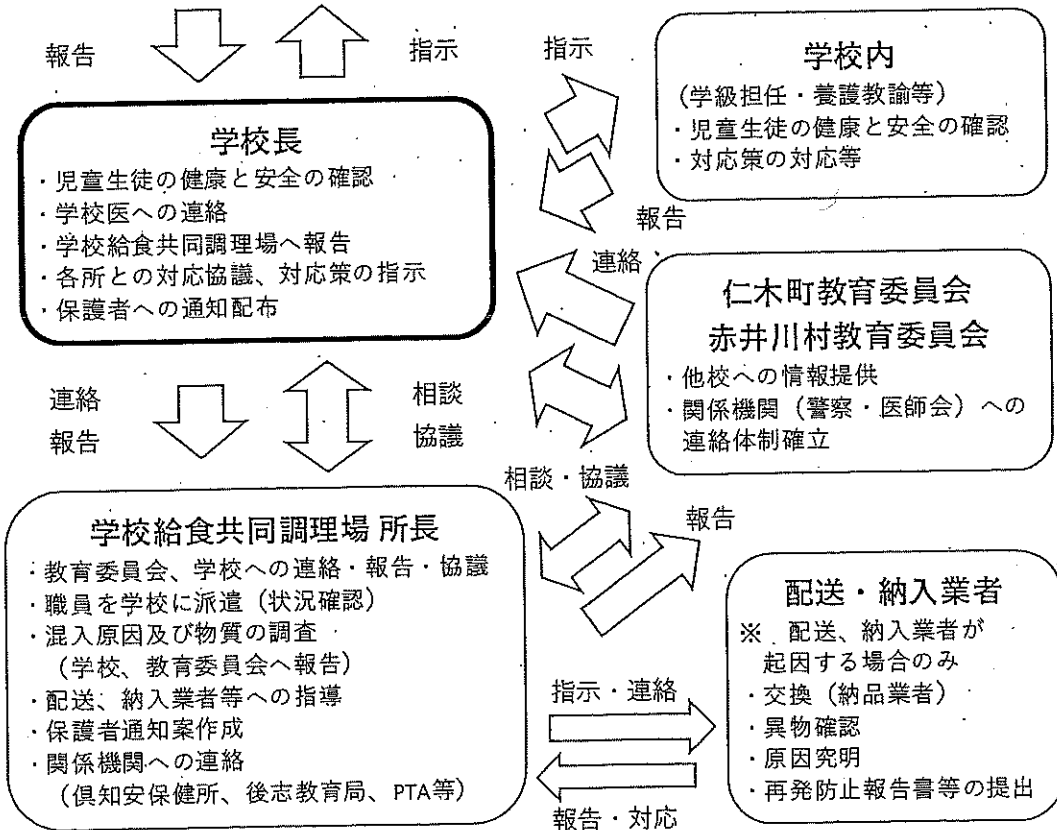 報告
指示
指示
学校内
(学級担任・養護教諭等)
・児童生徒の健康と安全の確認
・対応策の対応等
学校長
・児童生徒の健康と安全の確認
・学校医への連絡
・学校給食共同調理場へ報告
・各所との対応協議、対応策の指示
・保護者への通知配布
報告
連絡
仁木町教育委員会
赤井川村教育委員会
・他校への情報提供
・関係機関(警察・医師会)への
連絡体制確立
連絡
報告
相談
協議
相談・協議
報告
学校給食共同調理場 所長
・教育委員会、学校への連絡・報告・協議
・職員を学校に派遣(状況確認)
・混入原因及び物質の調査
(学校、教育委員会へ報告)
・配送、納入業者等への指導
・保護者通知案作成
・関係機関への連絡
(倶知安保健所、後志教育局、PTA等)
配送・納入業者
※ 配送、納入業者が
起因する場合のみ
・交換(納品業者)
・異物確認
・原因究明
・再発防止報告書等の提出
指示・連絡
報告・対応